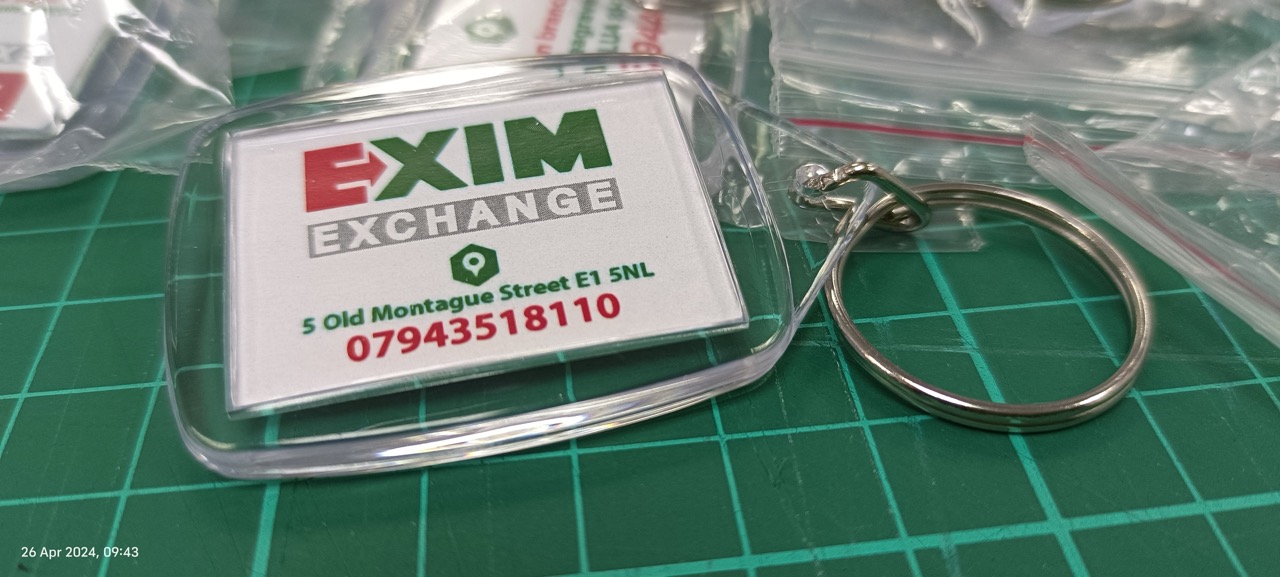 EXIM
EXCHANGE
5 Old Montague Street E1 5NL
07943518110
26 Apr 2024, 09:43